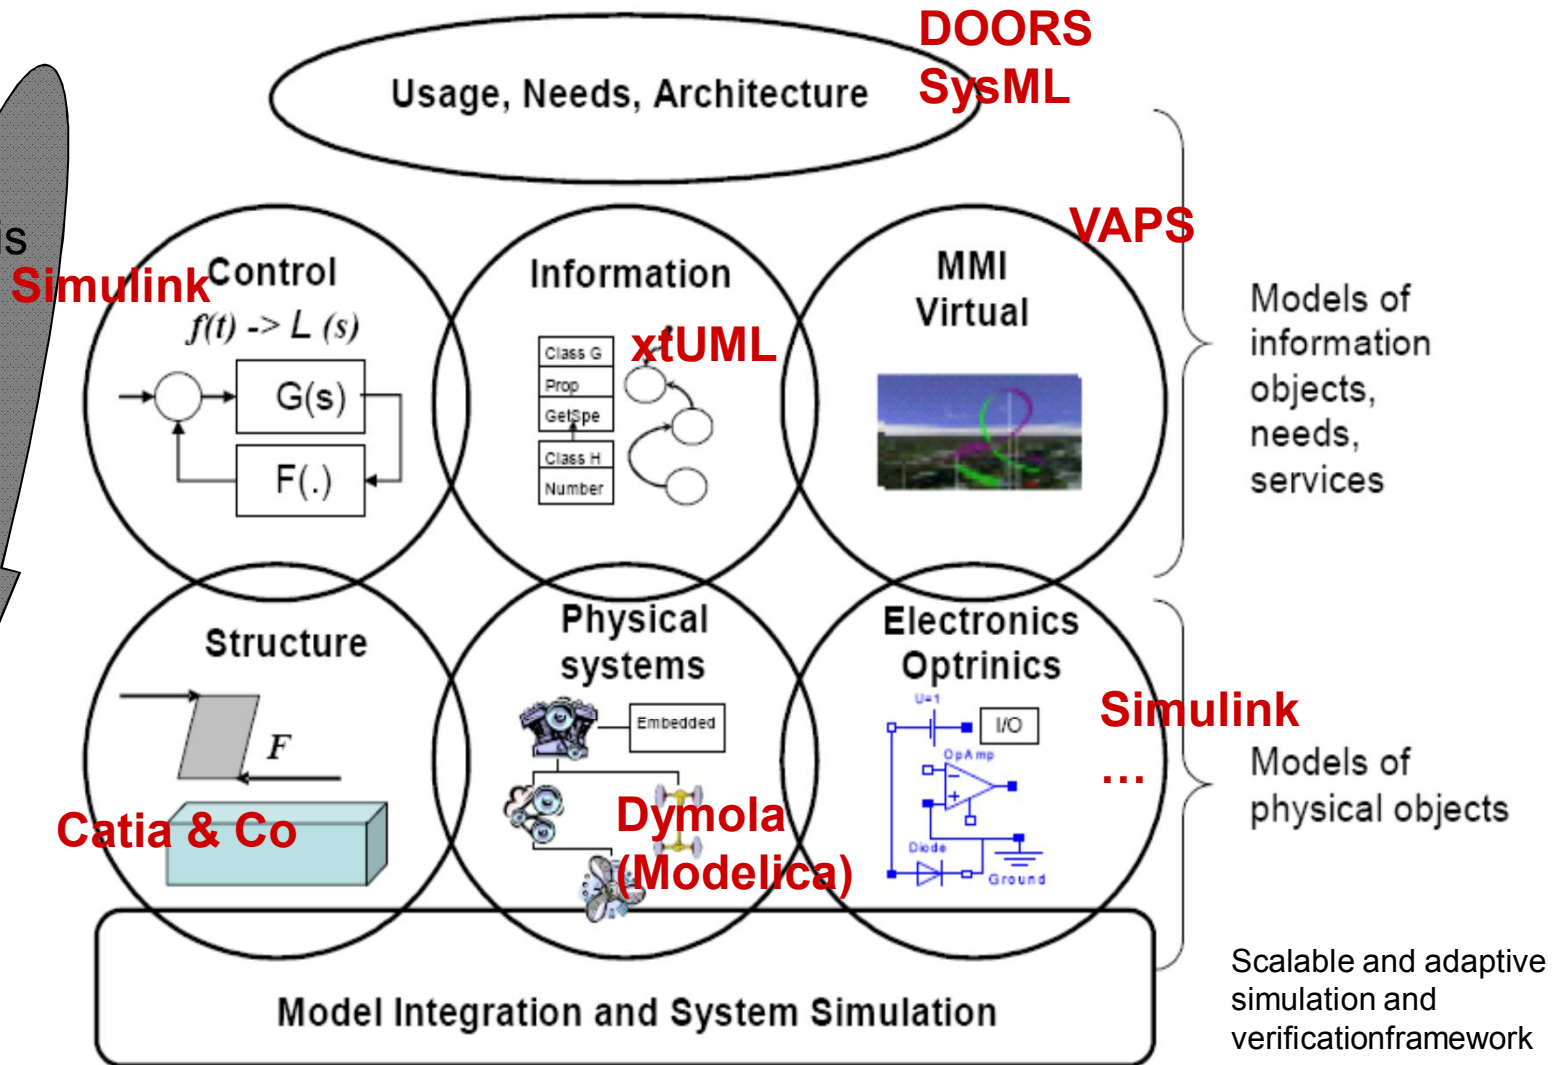 DOORS
SysML
Usage, Needs, Architecture
VAPS
Simulink
Control
f(t) -> L (s)
G(s)
F(.)
Information
xtUML
Class G
Prop
GetSpe
Class H
Number
MMI
Virtual
Models of
information
objects,
needs,
services
Structure
F
Catia & Co
Physical
systems
Embedded
Dymola
(Modelica)
Electronics
Optrinics
U=1
I/O
OpAmp
Diode
Ground
Simulink
...
Models of
physical objects
Model Integration and System Simulation
Scalable and adaptive
simulation and
verificationframework